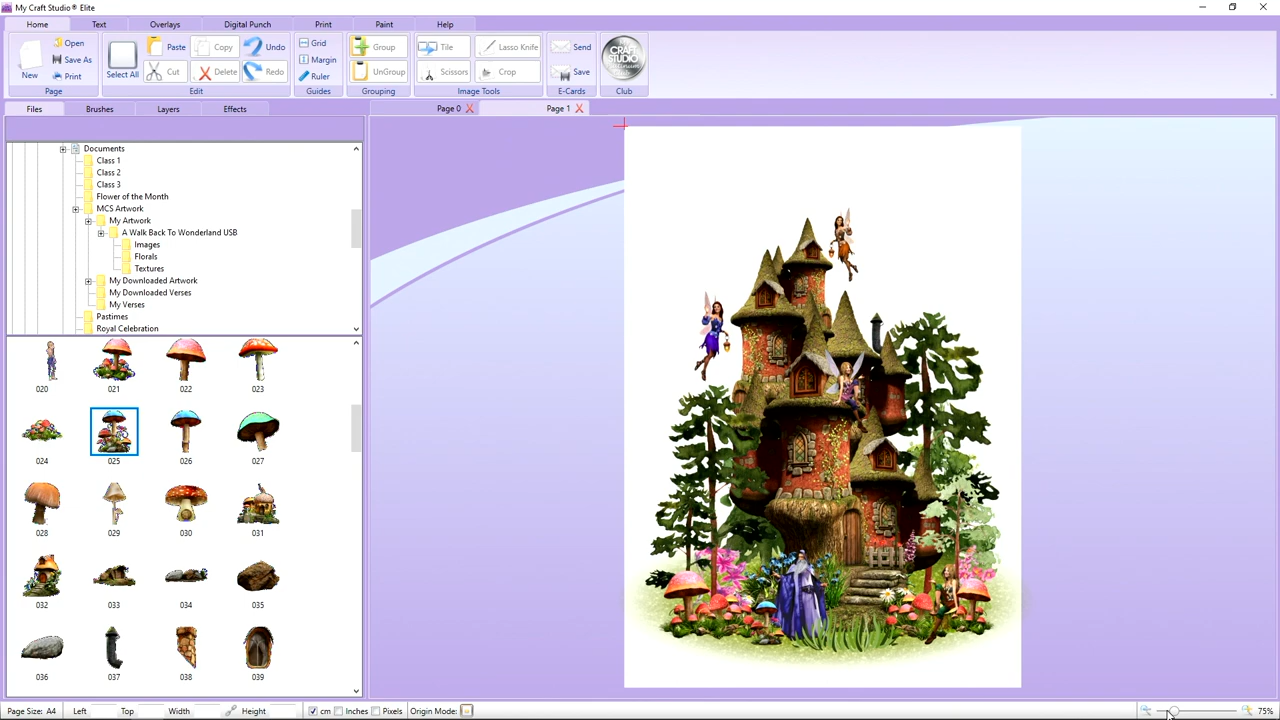 My Craft Studio® Elite
Home Text Overlays Digital Punch Print Paint Help
New Open Save As Print
Select All Paste Copy Undo Cut Delete Redo
Grid Margin Ruler
Group UnGroup
Tile Lasso Knife Scissors Crop
Send Save
CRAFT STUDIO
Page Edit Guides Grouping Image Tools E-Cards Club
Files Brushes Layers Effects
Page 0 Page 1
Documents
Class 1
Class 2
Class 3
Flower of the Month
MCS Artwork
My Artwork
A Walk Back To Wonderland USB
Images
Florals
Textures
My Downloaded Artwork
My Downloaded Verses
My Verses
Pastimes
Royal Celebration
020 021 022 023
024 025 026 027
028 029 030 031
032 033 034 035
036 037 038 039
Page Size: A4 Left Top Width Height cm Inches Pixels Origin Mode: 75%